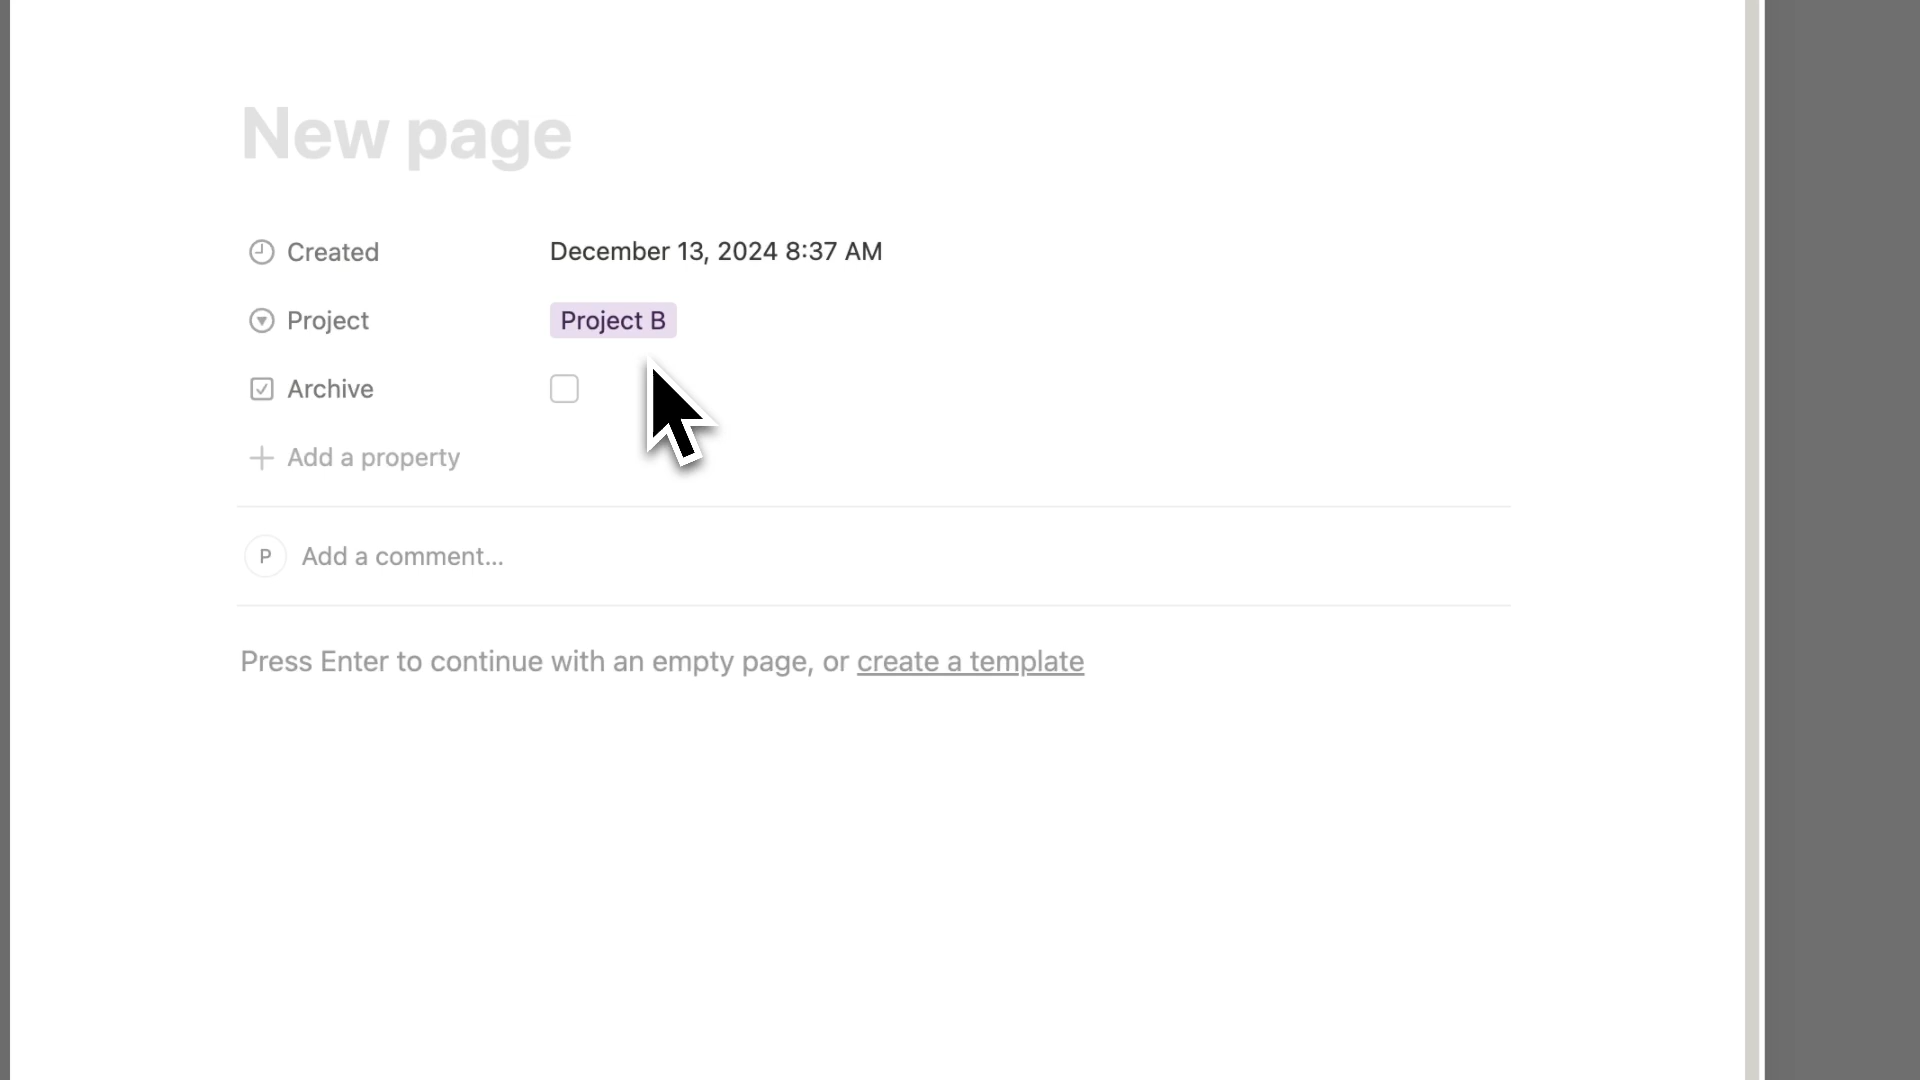 New page
Created December 13, 2024 8:37 AM
Project Project B
Archive
Add a property
P Add a comment...
Press Enter to continue with an empty page, or create a template